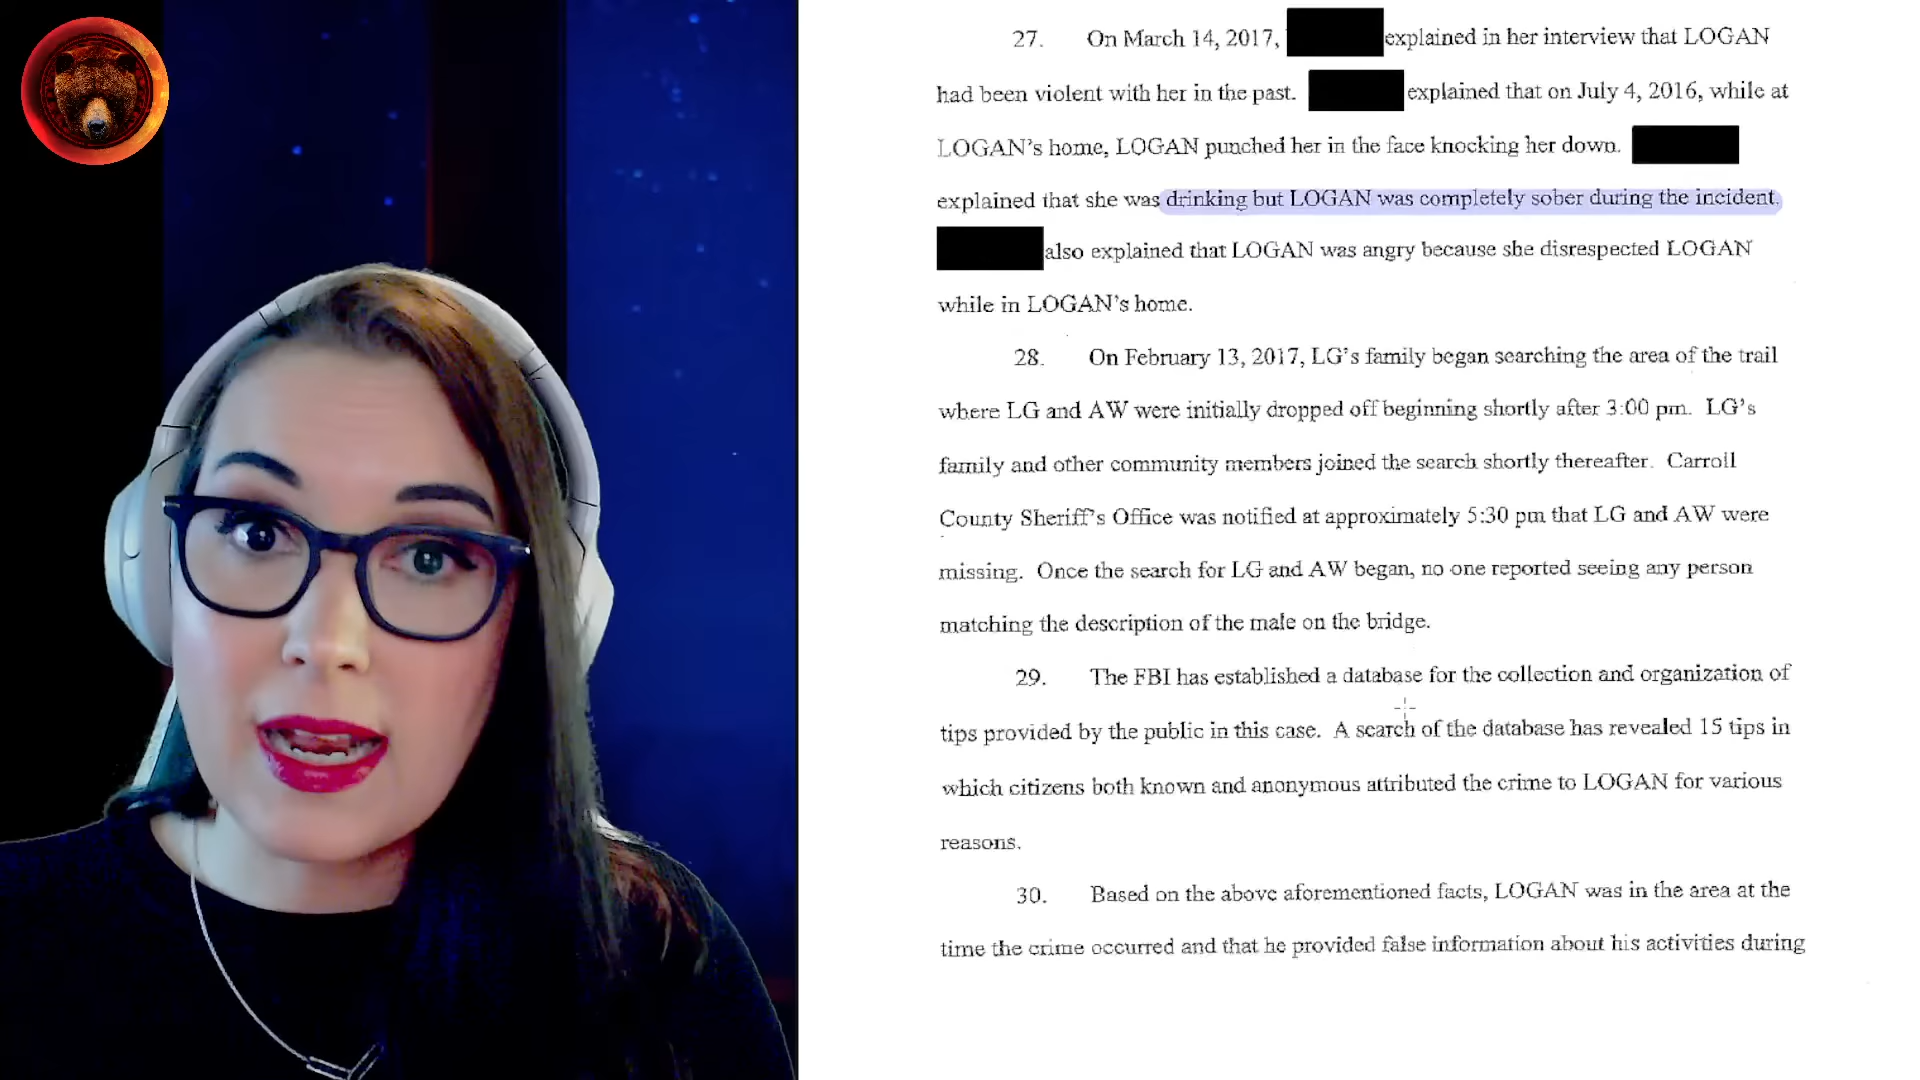 27. On March 14, 2017, explained in her interview that LOGAN
had been violent with her in the past. explained that on July 4, 2016, while at
LOGAN's home, LOGAN punched her in the face knocking her down.
explained that she was drinking but LOGAN was completely sober during the incident.
also explained that LOGAN was angry because she disrespected LOGAN
while in LOGAN's home.
28. On February 13, 2017, LG's family began searching the area of the trail
where LG and AW were initially dropped off beginning shortly after 3:00 pm. LG's
family and other community members joined the search shortly thereafter. Carroll
County Sheriff's Office was notified at approximately 5:30 pm that LG and AW were
missing. Once the search for LG and AW began, no one reported seeing any person
matching the description of the male on the bridge.
29. The FBI has established a database for the collection and organization of
tips provided by the public in this case. A search of the database has revealed 15 tips in
which citizens both known and anonymous attributed the crime to LOGAN for various
reasons.
30. Based on the above aforementioned facts, LOGAN was in the area at the
time the crime occurred and that he provided false information about his activities during